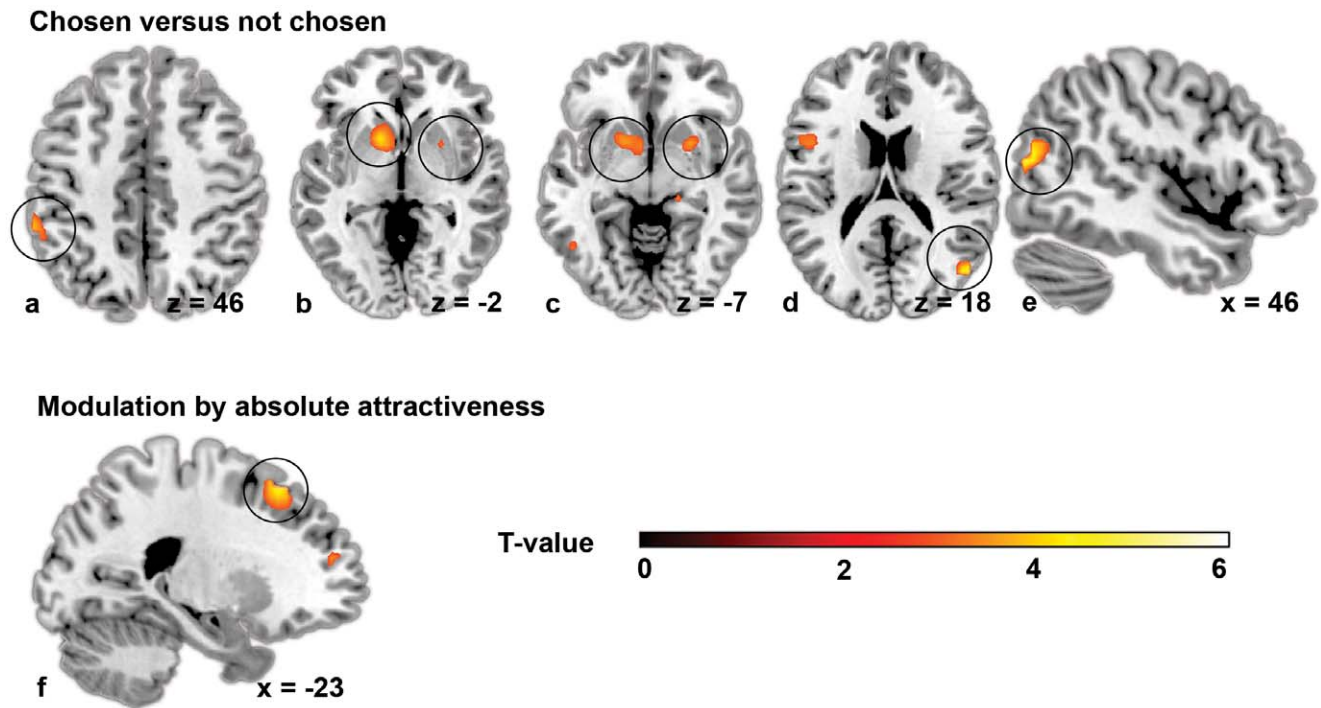 Chosen versus not chosen
a z = 46 b z = -2 c z = -7 d z = 18 e x = 46
Modulation by absolute attractiveness
T-value
0 2 4 6
f x = -23